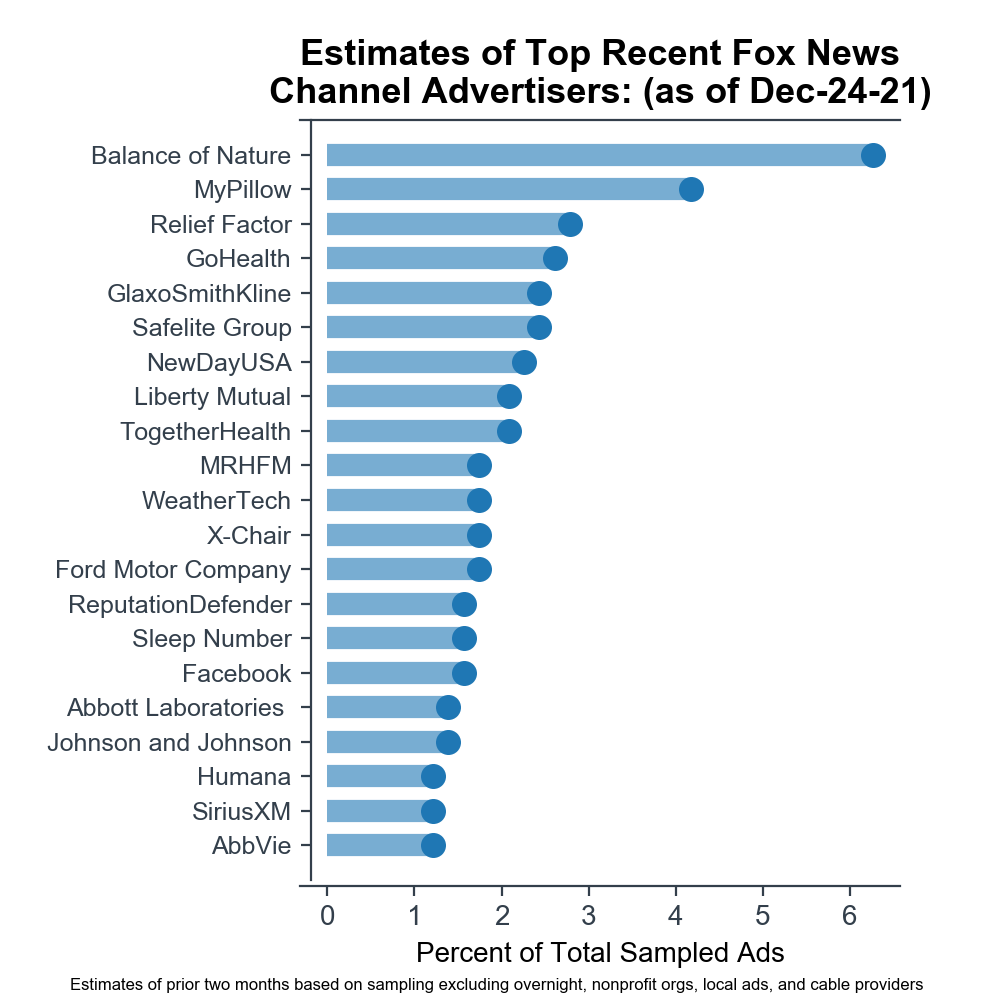 Estimates of Top Recent Fox News
Channel Advertisers: (as of Dec-24-21)
Balance of Nature
MyPillow
Relief Factor
GoHealth
GlaxoSmithKline
Safelite Group
NewDayUSA
Liberty Mutual
TogetherHealth
MRHFM
WeatherTech
X-Chair
Ford Motor Company
ReputationDefender
Sleep Number
Facebook
Abbott Laboratories
Johnson and Johnson
Humana
SiriusXM
AbbVie
0 1 2 3 4 5 6
Percent of Total Sampled Ads
Estimates of prior two months based on sampling excluding overnight, nonprofit orgs, local ads, and cable providers